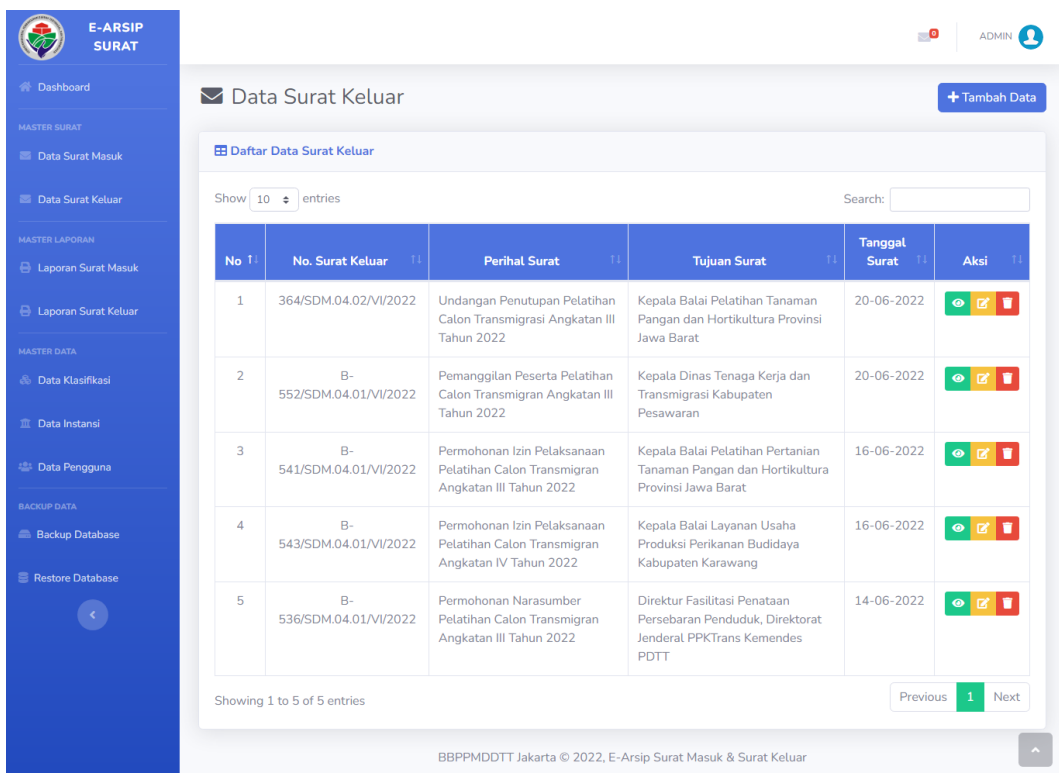 E-ARSIP
SURAT
0
ADMIN
Dashboard
MASTER SURAT
Data Surat Masuk
Data Surat Keluar
MASTER LAPORAN
Laporan Surat Masuk
Laporan Surat Keluar
MASTER DATA
Data Klasifikasi
Data Instansi
Data Pengguna
BACKUP DATA
Backup Database
Restore Database
Data Surat Keluar
Tambah Data
Daftar Data Surat Keluar
Show 10 entries
Search:
No
No. Surat Keluar
Perihal Surat
Tujuan Surat
Tanggal
Surat
Aksi
1
364/SDM.04.02/VI/2022
Undangan Penutupan Pelatihan
Calon Transmigrasi Angkatan III
Tahun 2022
Kepala Balai Pelatihan Tanaman
Pangan dan Hortikultura Provinsi
Jawa Barat
20-06-2022
2
B-
552/SDM.04.01/VI/2022
Pemanggilan Peserta Pelatihan
Calon Transmigran Angkatan III
Tahun 2022
Kepala Dinas Tenaga Kerja dan
Transmigrasi Kabupaten
Pesawaran
20-06-2022
3
B-
541/SDM.04.01/VI/2022
Permohonan Izin Pelaksanaan
Pelatihan Calon Transmigran
Angkatan III Tahun 2022
Kepala Balai Pelatihan Pertanian
Tanaman Pangan dan Hortikultura
Provinsi Jawa Barat
16-06-2022
4
B-
543/SDM.04.01/VI/2022
Permohonan Izin Pelaksanaan
Pelatihan Calon Transmigran
Angkatan IV Tahun 2022
Kepala Balai Layanan Usaha
Produksi Perikanan Budidaya
Kabupaten Karawang
16-06-2022
5
B-
536/SDM.04.01/VI/2022
Permohonan Narasumber
Pelatihan Calon Transmigran
Angkatan III Tahun 2022
Direktur Fasilitasi Penataan
Persebaran Penduduk, Direktorat
Jenderal PPKTrans Kemendes
PDTT
14-06-2022
Showing 1 to 5 of 5 entries
Previous 1 Next
BBPPMDDTT Jakarta © 2022, E-Arsip Surat Masuk & Surat Keluar